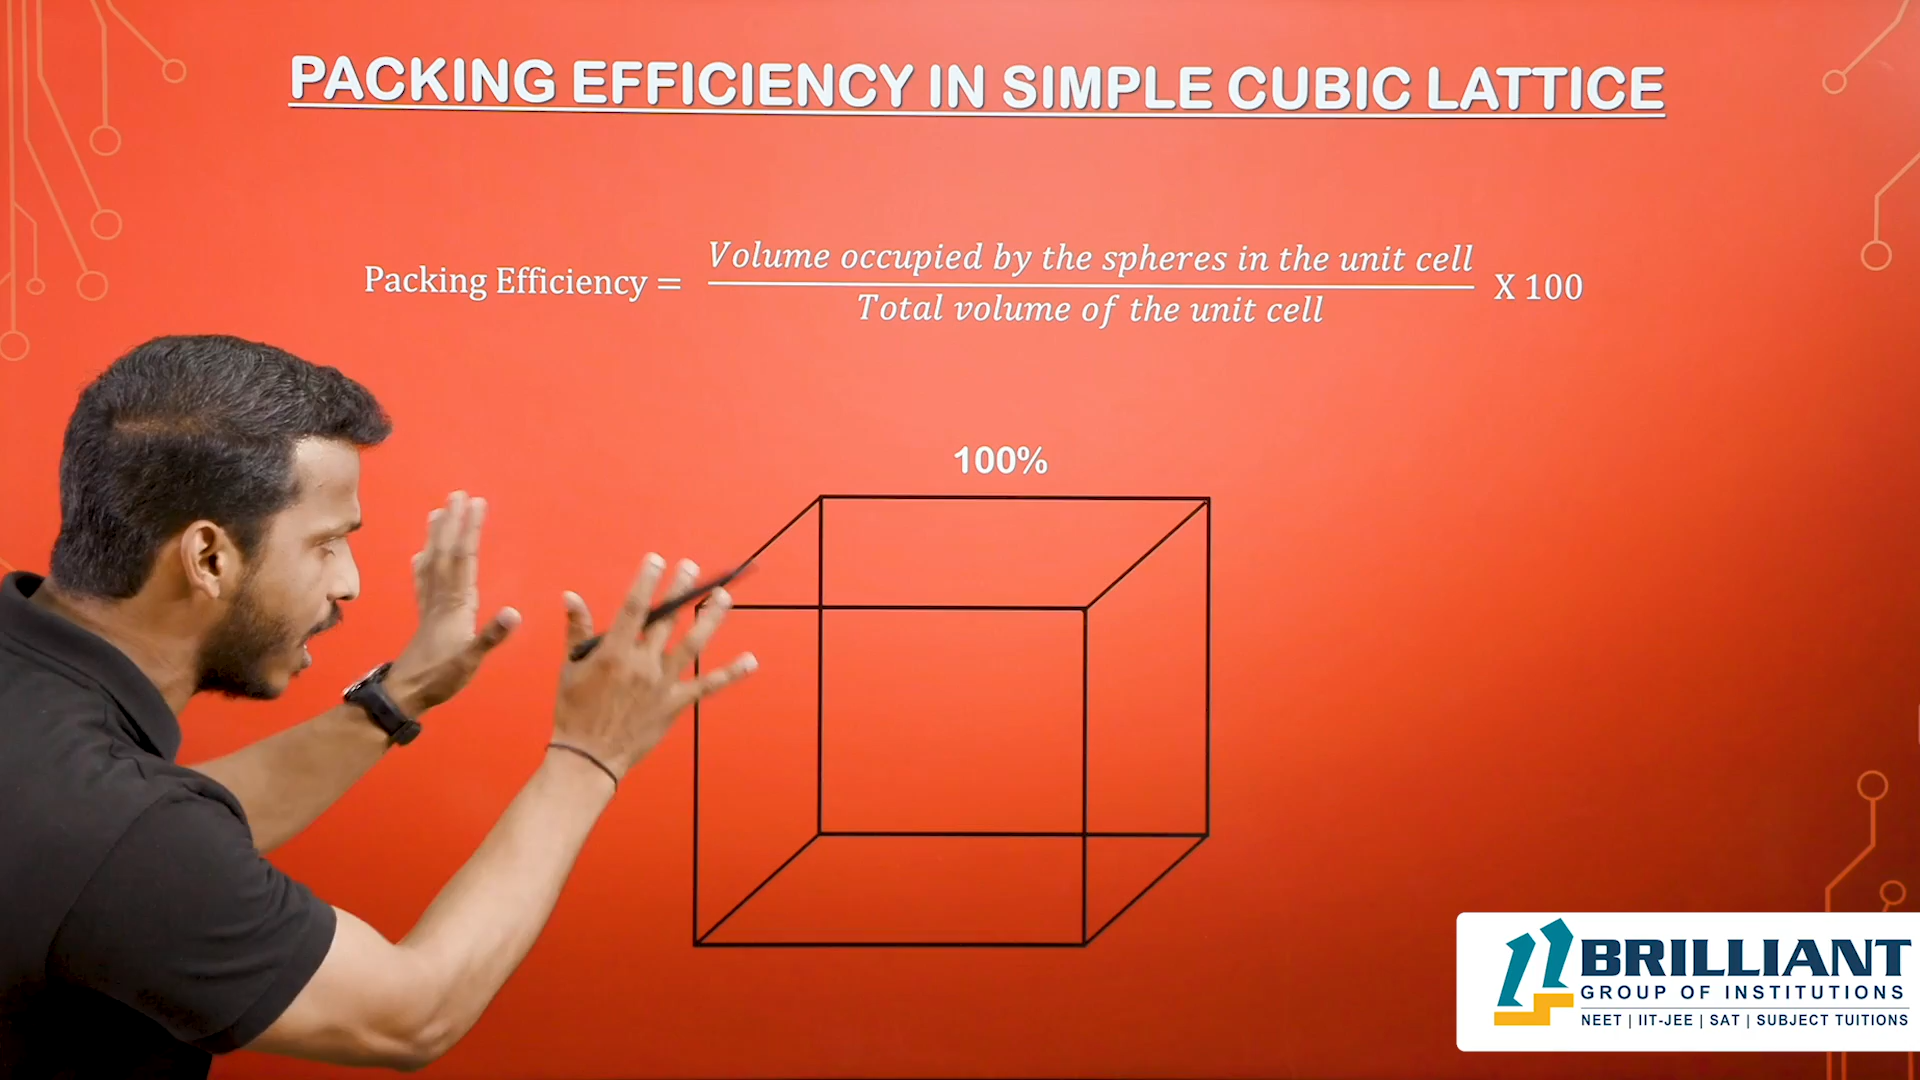 PACKING EFFICIENCY IN SIMPLE CUBIC LATTICE
Packing Efficiency = Volume occupied by the spheres in the unit cell / Total volume of the unit cell X 100
100%
BRILLIANT
GROUP OF INSTITUTIONS
NEET | IIT-JEE | SAT | SUBJECT TUITIONS